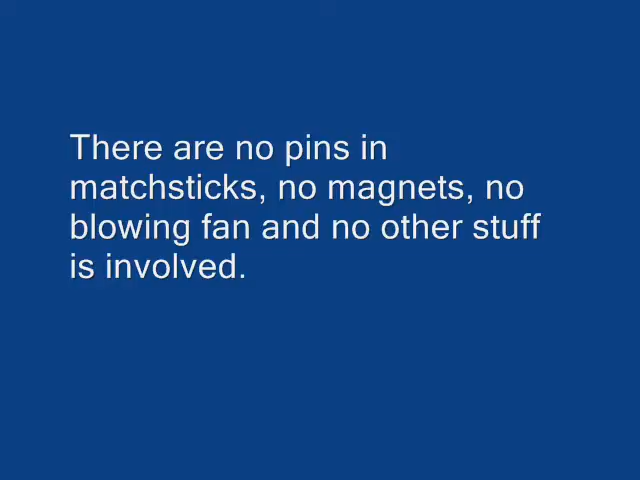 There are no pins in
matchsticks, no magnets, no
blowing fan and no other stuff
is involved.